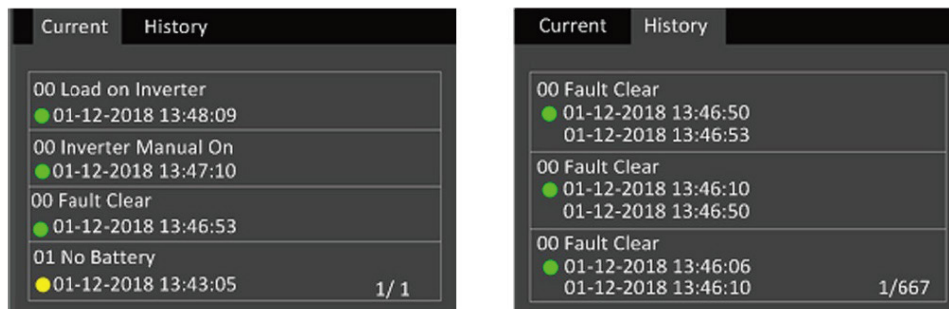 Current History
00 Load on Inverter
01-12-2018 13:48:09
00 Inverter Manual On
01-12-2018 13:47:10
00 Fault Clear
01-12-2018 13:46:53
01 No Battery
01-12-2018 13:43:05
1/ 1
Current History
00 Fault Clear
01-12-2018 13:46:50
01-12-2018 13:46:53
00 Fault Clear
01-12-2018 13:46:10
01-12-2018 13:46:50
00 Fault Clear
01-12-2018 13:46:06
01-12-2018 13:46:10
1/667